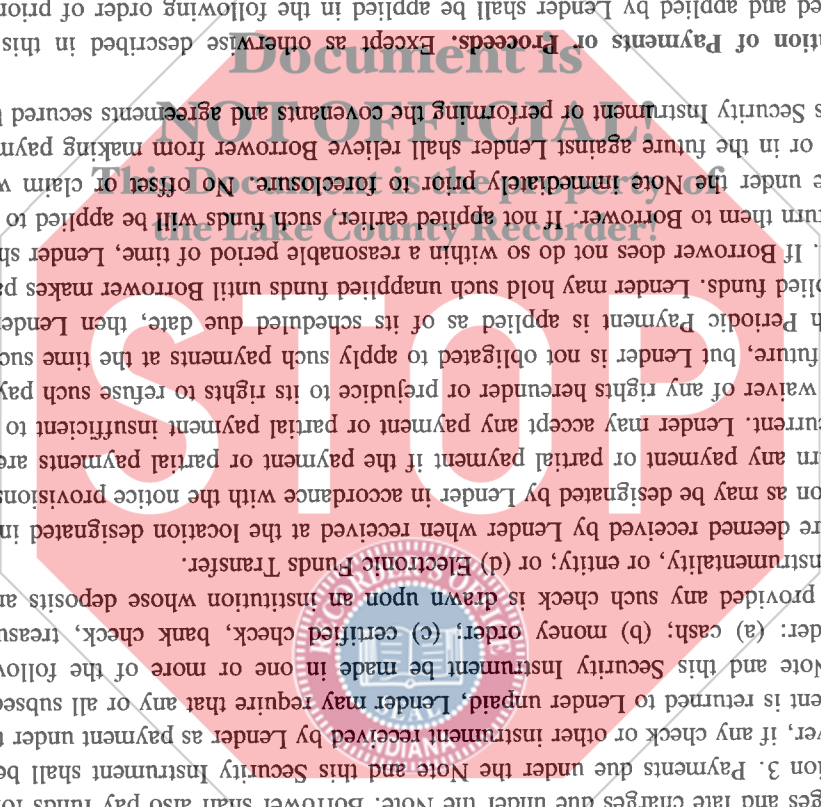 ges and late charges due under the Note. Borrower shall also pay funds for
tion 3. Payments due under the Note and this Security Instrument shall be
ver, if any check or other instrument received by Lender as payment under t
ent is returned to Lender unpaid, Lender may require that any or all subse
Note and this Security Instrument be made in one or more of the follow
der: (a) cash; (b) money order; (c) certified check, bank check, treasu
provided any such check is drawn upon an institution whose deposits ar
nstrumentality, or entity; or (d) Electronic Funds Transfer.
re deemed received by Lender when received at the location designated in
on as may be designated by Lender in accordance with the notice provisions
rn any payment or partial payment if the payment or partial payments are
current. Lender may accept any payment or partial payment insufficient to
waiver of any rights hereunder or prejudice to its rights to refuse such pay
future, but Lender is not obligated to apply such payments at the time suc
h Periodic Payment is applied as of its scheduled due date, then Lender
plied funds. Lender may hold such unapplied funds until Borrower makes pa
. If Borrower does not do so within a reasonable period of time, Lender sh
turn them to Borrower. If not applied earlier, such funds will be applied to
e under the Note immediately prior to foreclosure. No offset or claim w
or in the future against Lender shall relieve Borrower from making paym
s Security Instrument or performing the covenants and agreements secured
tion of Payments or Proceeds. Except as otherwise described in this
ed and applied by Lender shall be applied in the following order of prior
Document is
NOT OFFICIAL!
This Document is the property of
the Lake County Recorder!
STOP
RECORDER'S OFFICE
SEAL
INDIANA